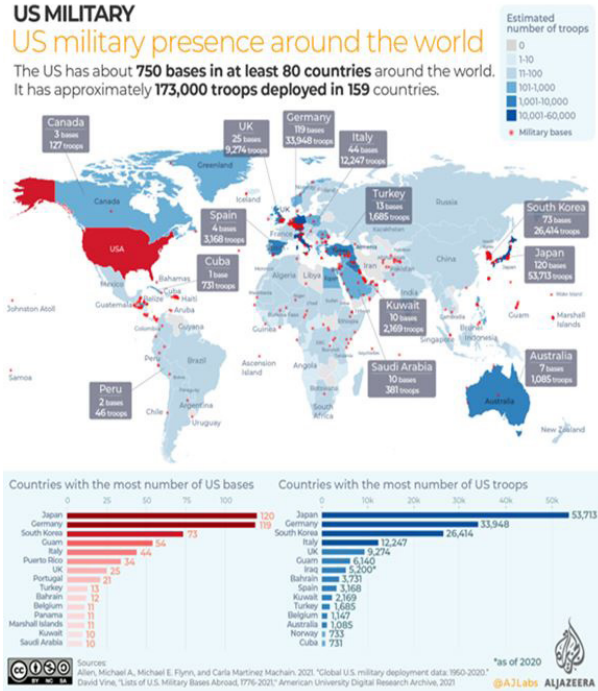 US MILITARY
US military presence around the world
The US has about 750 bases in at least 80 countries around the world.
It has approximately 173,000 troops deployed in 159 countries.
Estimated
number of troops
0
1-10
11-100
101-1,000
1,001-10,000
10,001-60,000
Military bases
Canada
3 bases
127 troops
UK
25 bases
9,274 troops
Germany
119 bases
33,948 troops
Italy
44 bases
12,247 troops
Turkey
13 bases
1,685 troops
Spain
4 bases
3,168 troops
Cuba
1 base
731 troops
South Korea
73 bases
26,414 troops
Japan
120 bases
53,713 troops
Kuwait
10 bases
2,169 troops
Saudi Arabia
10 bases
381 troops
Australia
7 bases
1,085 troops
Peru
2 bases
46 troops
Greenland
Iceland
Canada
USA
UK
France
Russia
China
Japan
Iran
India
Algeria
Libya
Mexico
Bahamas
Cuba
Haiti
Belize
Guatemala
Aruba
Colombia
Guyana
Peru
Brazil
Chile
Argentina
Uruguay
Johnston Atoll
Samoa
Guinea
Ascension
Island
Ethiopia
Angola
Botswana
South
Africa
Singapore
Brunei
Indonesia
Guam
Wake Island
Marshall
Islands
Australia
New Zealand
Countries with the most number of US bases
0 25 50 75 100
Japan 120
Germany 119
South Korea 73
Guam 54
Italy 44
Puerto Rico 34
UK 25
Portugal 21
Turkey 13
Bahrain 12
Belgium 11
Panama 11
Marshall Islands 11
Kuwait 10
Saudi Arabia 10
Countries with the most number of US troops
0 10k 20k 30k 40k 50k
Japan 53,713
Germany 33,948
South Korea 26,414
Italy 12,247
UK 9,274
Guam 6,140
Iraq 5,200*
Bahrain 3,731
Spain 3,168
Kuwait 2,169
Turkey 1,685
Belgium 1,147
Australia 1,085
Norway 733
Cuba 731
*as of 2020
CC BY NC SA
Sources:
Allen, Michael A., Michael E. Flynn, and Carla Martinez Machain. 2021. "Global U.S. military deployment data: 1950-2020."
David Vine, "Lists of U.S. Military Bases Abroad, 1776-2021," American University Digital Research Archive, 2021
@AJLabs
ALJAZEERA